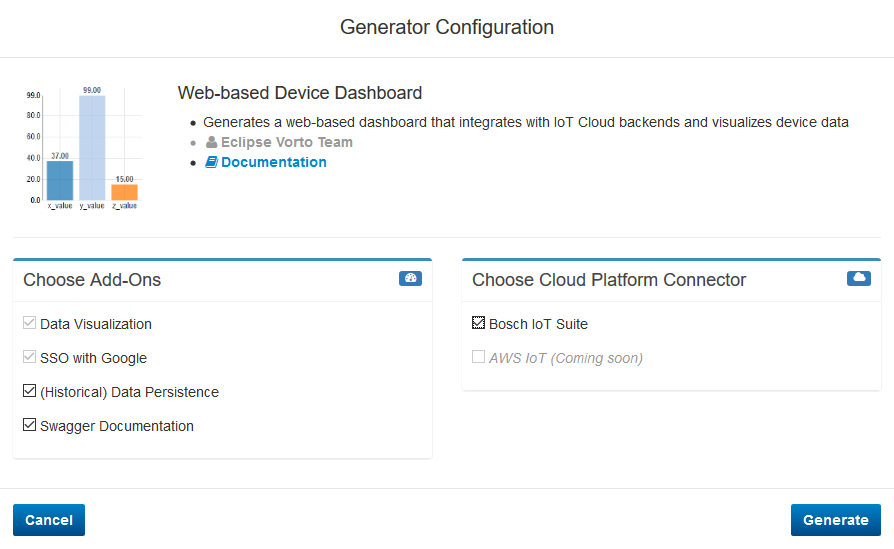 Generator Configuration
Web-based Device Dashboard
Generates a web-based dashboard that integrates with IoT Cloud backends and visualizes device data
Eclipse Vorto Team
Documentation
99.0
99.00
80.0
60.0
40.0
37.00
20.0
15.00
0.0
x_value y_value z_value
Choose Add-Ons
Data Visualization
SSO with Google
(Historical) Data Persistence
Swagger Documentation
Choose Cloud Platform Connector
Bosch IoT Suite
AWS IoT (Coming soon)
Cancel
Generate